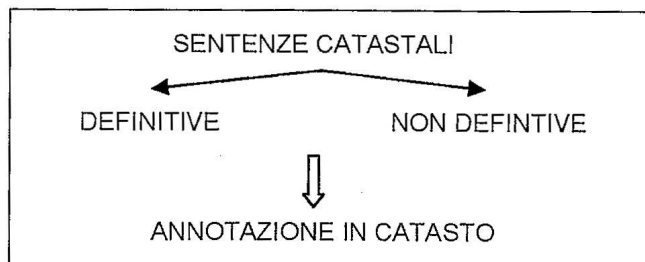 SENTENZE CATASTALI
DEFINITIVE NON DEFINTIVE
ANNOTAZIONE IN CATASTO